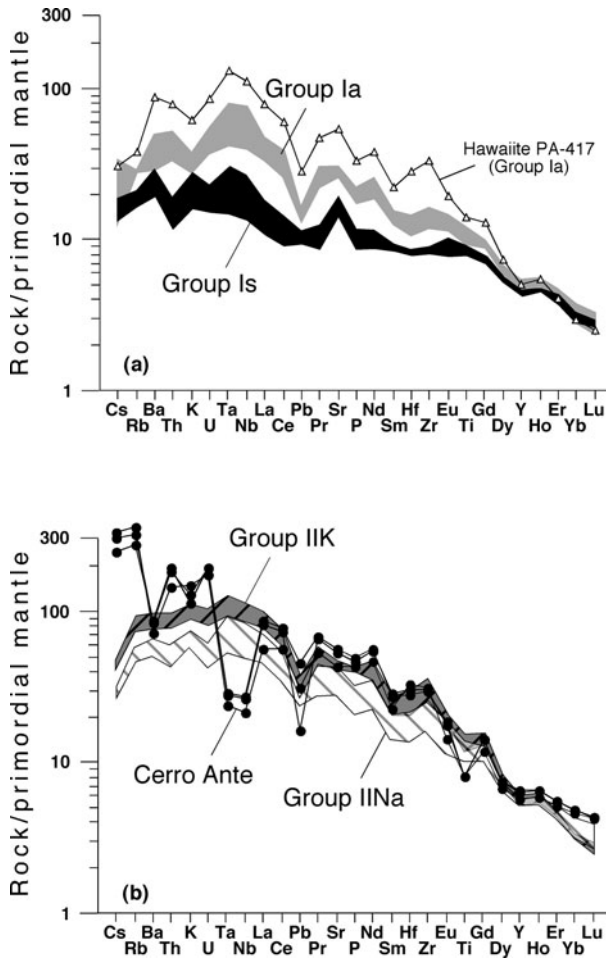 300
100
10
1
Rock/primordial mantle
Group Ia
Hawaiite PA-417
(Group Ia)
Group Is
(a)
Cs Ba K Ta La Pb Sr Nd Hf Eu Gd Y Er Lu
Rb Th U Nb Ce Pr P Sm Zr Ti Dy Ho Yb
300
100
10
1
Rock/primordial mantle
Group IIK
Cerro Ante
Group IINa
(b)
Cs Ba K Ta La Pb Sr Nd Hf Eu Gd Y Er Lu
Rb Th U Nb Ce Pr P Sm Zr Ti Dy Ho Yb